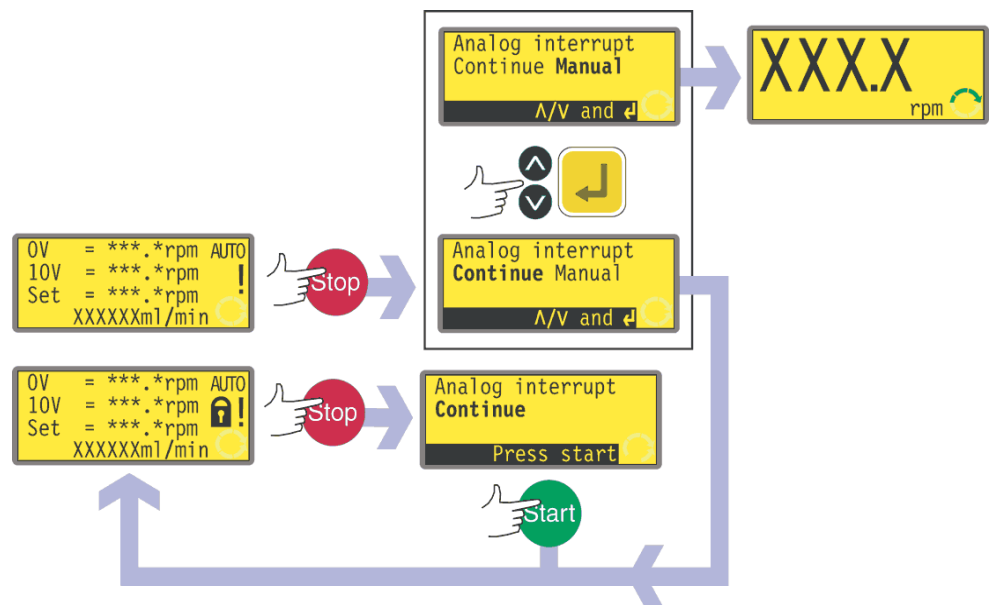 Analog interrupt
Continue Manual
∧/∨ and ↵
XXX.X
rpm
0V = ***.*rpm AUTO
10V = ***.*rpm !
Set = ***.*rpm
XXXXXXml/min
Stop
Analog interrupt
Continue Manual
∧/∨ and ↵
0V = ***.*rpm AUTO
10V = ***.*rpm !
Set = ***.*rpm
XXXXXXml/min
Stop
Analog interrupt
Continue
Press start
Start